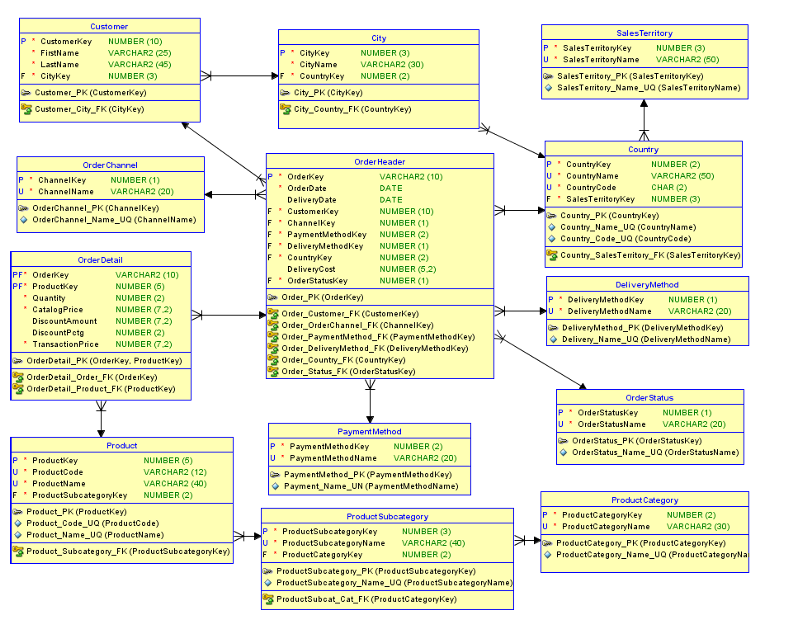 Customer
P * CustomerKey NUMBER (10)
* FirstName VARCHAR2 (25)
* LastName VARCHAR2 (45)
F * CityKey NUMBER (3)
Customer_PK (CustomerKey)
Customer_City_FK (CityKey)
City
P * CityKey NUMBER (3)
* CityName VARCHAR2 (30)
F * CountryKey NUMBER (2)
City_PK (CityKey)
City_Country_FK (CountryKey)
SalesTerritory
P * SalesTerritoryKey NUMBER (3)
U * SalesTerritoryName VARCHAR2 (50)
SalesTerritory_PK (SalesTerritoryKey)
SalesTerritory_Name_UQ (SalesTerritoryName)
OrderChannel
P * ChannelKey NUMBER (1)
U * ChannelName VARCHAR2 (20)
OrderChannel_PK (ChannelKey)
OrderChannel_Name_UQ (ChannelName)
OrderHeader
P * OrderKey VARCHAR2 (10)
* OrderDate DATE
DeliveryDate DATE
F * CustomerKey NUMBER (10)
F * ChannelKey NUMBER (1)
F * PaymentMethodKey NUMBER (2)
F * DeliveryMethodKey NUMBER (1)
F * CountryKey NUMBER (2)
DeliveryCost NUMBER (5,2)
F * OrderStatusKey NUMBER (1)
Order_PK (OrderKey)
Order_Customer_FK (CustomerKey)
Order_OrderChannel_FK (ChannelKey)
Order_PaymentMethod_FK (PaymentMethodKey)
Order_DeliveryMethod_FK (DeliveryMethodKey)
Order_Country_FK (CountryKey)
Order_Status_FK (OrderStatusKey)
Country
P * CountryKey NUMBER (2)
U * CountryName VARCHAR2 (50)
U * CountryCode CHAR (2)
F * SalesTerritoryKey NUMBER (3)
Country_PK (CountryKey)
Country_Name_UQ (CountryName)
Country_Code_UQ (CountryCode)
Country_SalesTerritory_FK (SalesTerritoryKey)
OrderDetail
PF* OrderKey VARCHAR2 (10)
PF* ProductKey NUMBER (5)
* Quantity NUMBER (2)
* CatalogPrice NUMBER (7,2)
DiscountAmount NUMBER (7,2)
DiscountPctg NUMBER (2)
* TransactionPrice NUMBER (7,2)
OrderDetail_PK (OrderKey, ProductKey)
OrderDetail_Order_FK (OrderKey)
OrderDetail_Product_FK (ProductKey)
DeliveryMethod
P * DeliveryMethodKey NUMBER (1)
U * DeliveryMethodName VARCHAR2 (20)
DeliveryMethod_PK (DeliveryMethodKey)
Delivery_Name_UQ (DeliveryMethodName)
OrderStatus
P * OrderStatusKey NUMBER (1)
U * OrderStatusName VARCHAR2 (20)
OrderStatus_PK (OrderStatusKey)
OrderStatus_Name_UQ (OrderStatusName)
Product
P * ProductKey NUMBER (5)
U * ProductCode VARCHAR2 (12)
U * ProductName VARCHAR2 (40)
F * ProductSubcategoryKey NUMBER (2)
Product_PK (ProductKey)
Product_Code_UQ (ProductCode)
Product_Name_UQ (ProductName)
Product_Subcategory_FK (ProductSubcategoryKey)
PaymentMethod
P * PaymentMethodKey NUMBER (2)
U * PaymentMethodName VARCHAR2 (20)
PaymentMethod_PK (PaymentMethodKey)
Payment_Name_UN (PaymentMethodName)
ProductSubcategory
P * ProductSubcategoryKey NUMBER (3)
U * ProductSubcategoryName VARCHAR2 (40)
F * ProductCategoryKey NUMBER (2)
ProductSubcategory_PK (ProductSubcategoryKey)
ProductSubcategory_Name_UQ (ProductSubcategoryName)
ProductSubcat_Cat_FK (ProductCategoryKey)
ProductCategory
P * ProductCategoryKey NUMBER (2)
U * ProductCategoryName VARCHAR2 (30)
ProductCategory_PK (ProductCategoryKey)
ProductCategory_Name_UQ (ProductCategoryNa